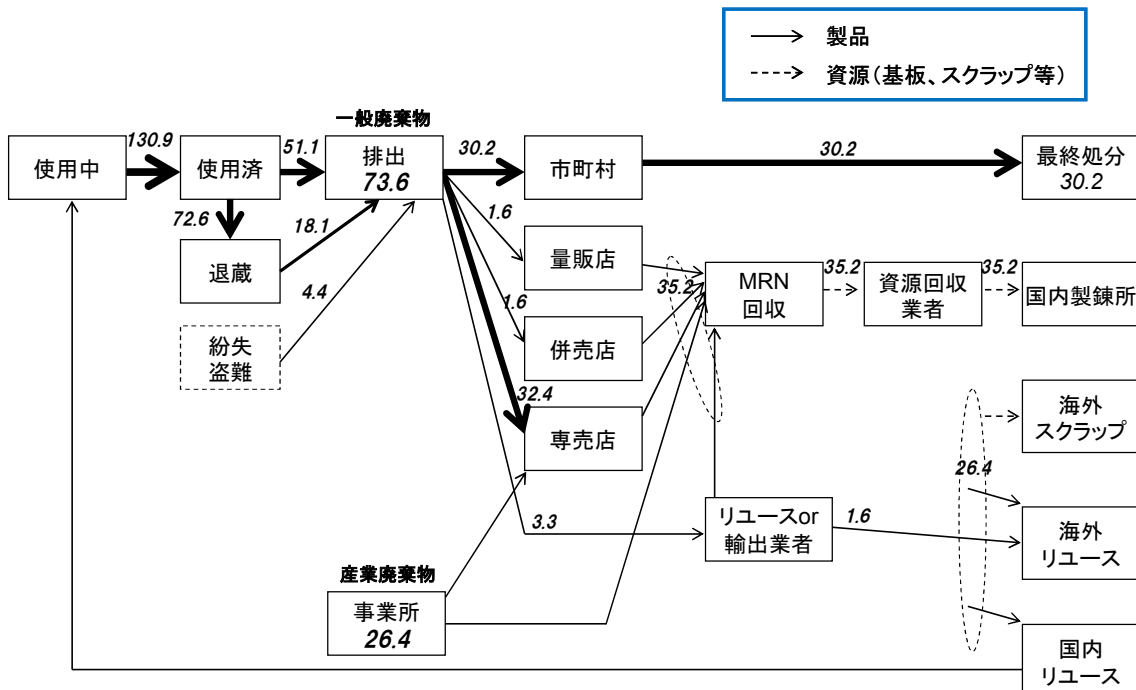 製品
資源(基板、スクラップ等)
一般廃棄物
130.9
51.1
30.2
30.2
使用中
使用済
排出
73.6
市町村
最終処分
30.2
72.6
18.1
1.6
退蔵
量販店
4.4
35.2
MRN
回収
35.2
資源回収
業者
35.2
国内製錬所
1.6
紛失
盗難
併売店
32.4
専売店
海外
スクラップ
26.4
3.3
リユースor
輸出業者
1.6
海外
リユース
産業廃棄物
事業所
26.4
国内
リユース